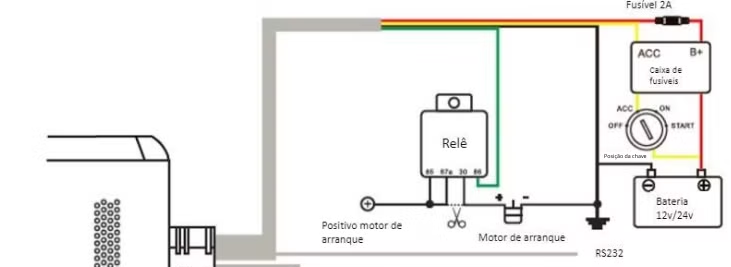 Fusível 2A
ACC B+
Caixa de
fusíveis
ACC ON
OFF START
Posição da chave
Relê
85 87a 30 86
Bateria
12v/24v
Positivo motor de
arranque
Motor de arranque
RS232